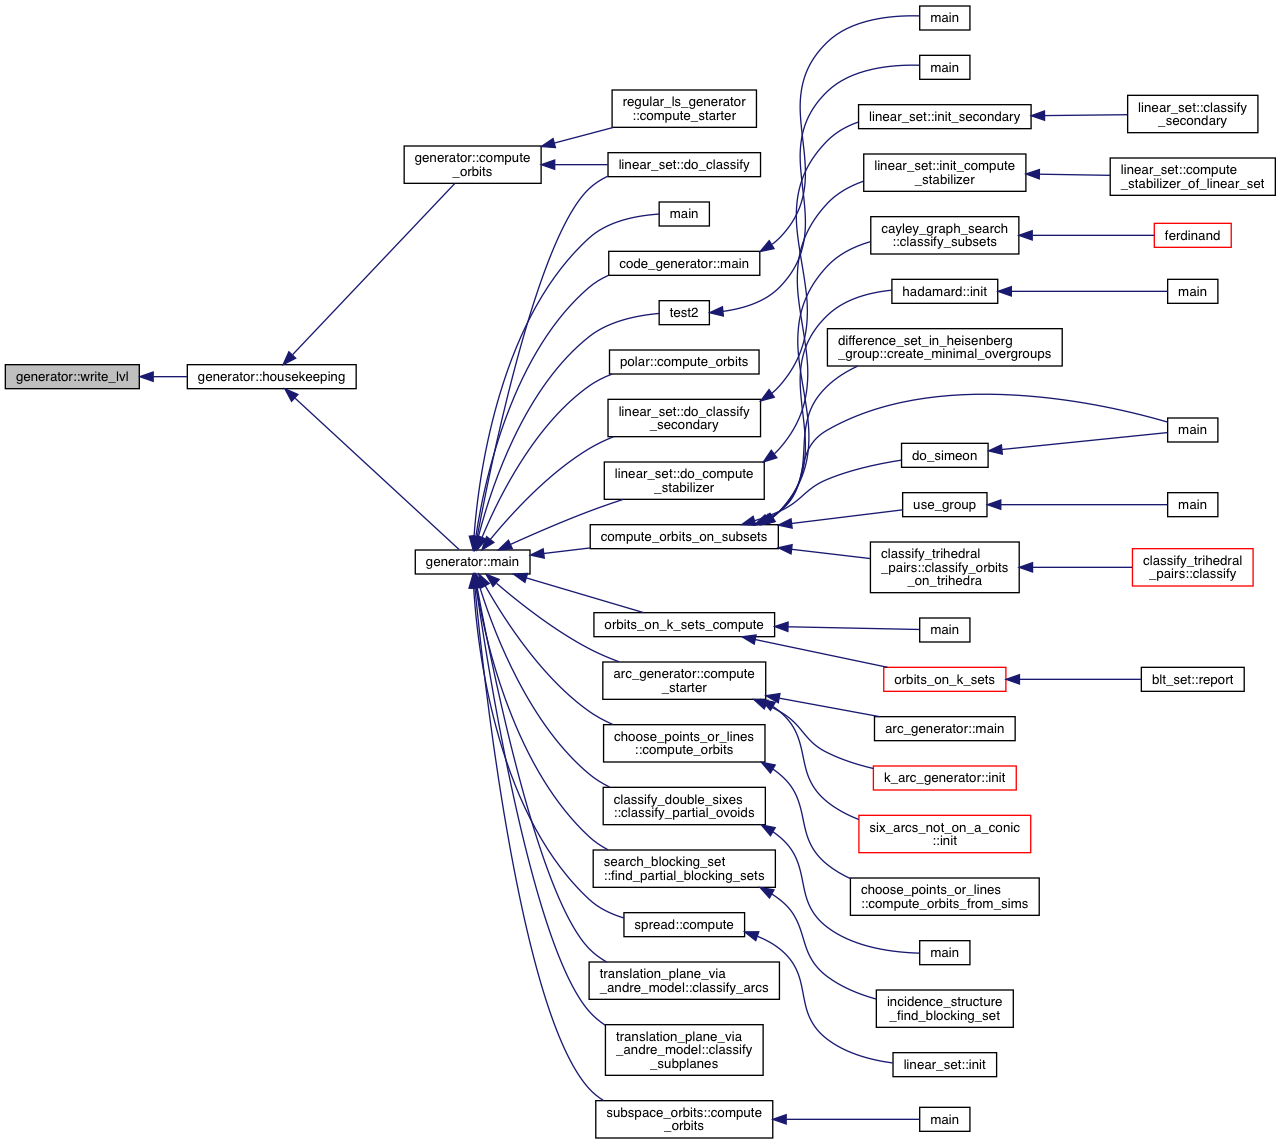 generator::write_lvl
generator::housekeeping
generator::compute
_orbits
generator::main
regular_ls_generator
::compute_starter
linear_set::do_classify
main
code_generator::main
test2
polar::compute_orbits
linear_set::do_classify
_secondary
linear_set::do_compute
_stabilizer
compute_orbits_on_subsets
orbits_on_k_sets_compute
arc_generator::compute
_starter
choose_points_or_lines
::compute_orbits
classify_double_sixes
::classify_partial_ovoids
search_blocking_set
::find_partial_blocking_sets
spread::compute
translation_plane_via
_andre_model::classify_arcs
translation_plane_via
_andre_model::classify
_subplanes
subspace_orbits::compute
_orbits
main
main
linear_set::init_secondary
linear_set::init_compute
_stabilizer
cayley_graph_search
::classify_subsets
hadamard::init
difference_set_in_heisenberg
_group::create_minimal_overgroups
do_simeon
use_group
classify_trihedral
_pairs::classify_orbits
_on_trihedra
main
orbits_on_k_sets
arc_generator::main
k_arc_generator::init
six_arcs_not_on_a_conic
::init
choose_points_or_lines
::compute_orbits_from_sims
main
incidence_structure
_find_blocking_set
linear_set::init
main
linear_set::classify
_secondary
linear_set::compute
_stabilizer_of_linear_set
ferdinand
main
main
main
classify_trihedral
_pairs::classify
blt_set::report